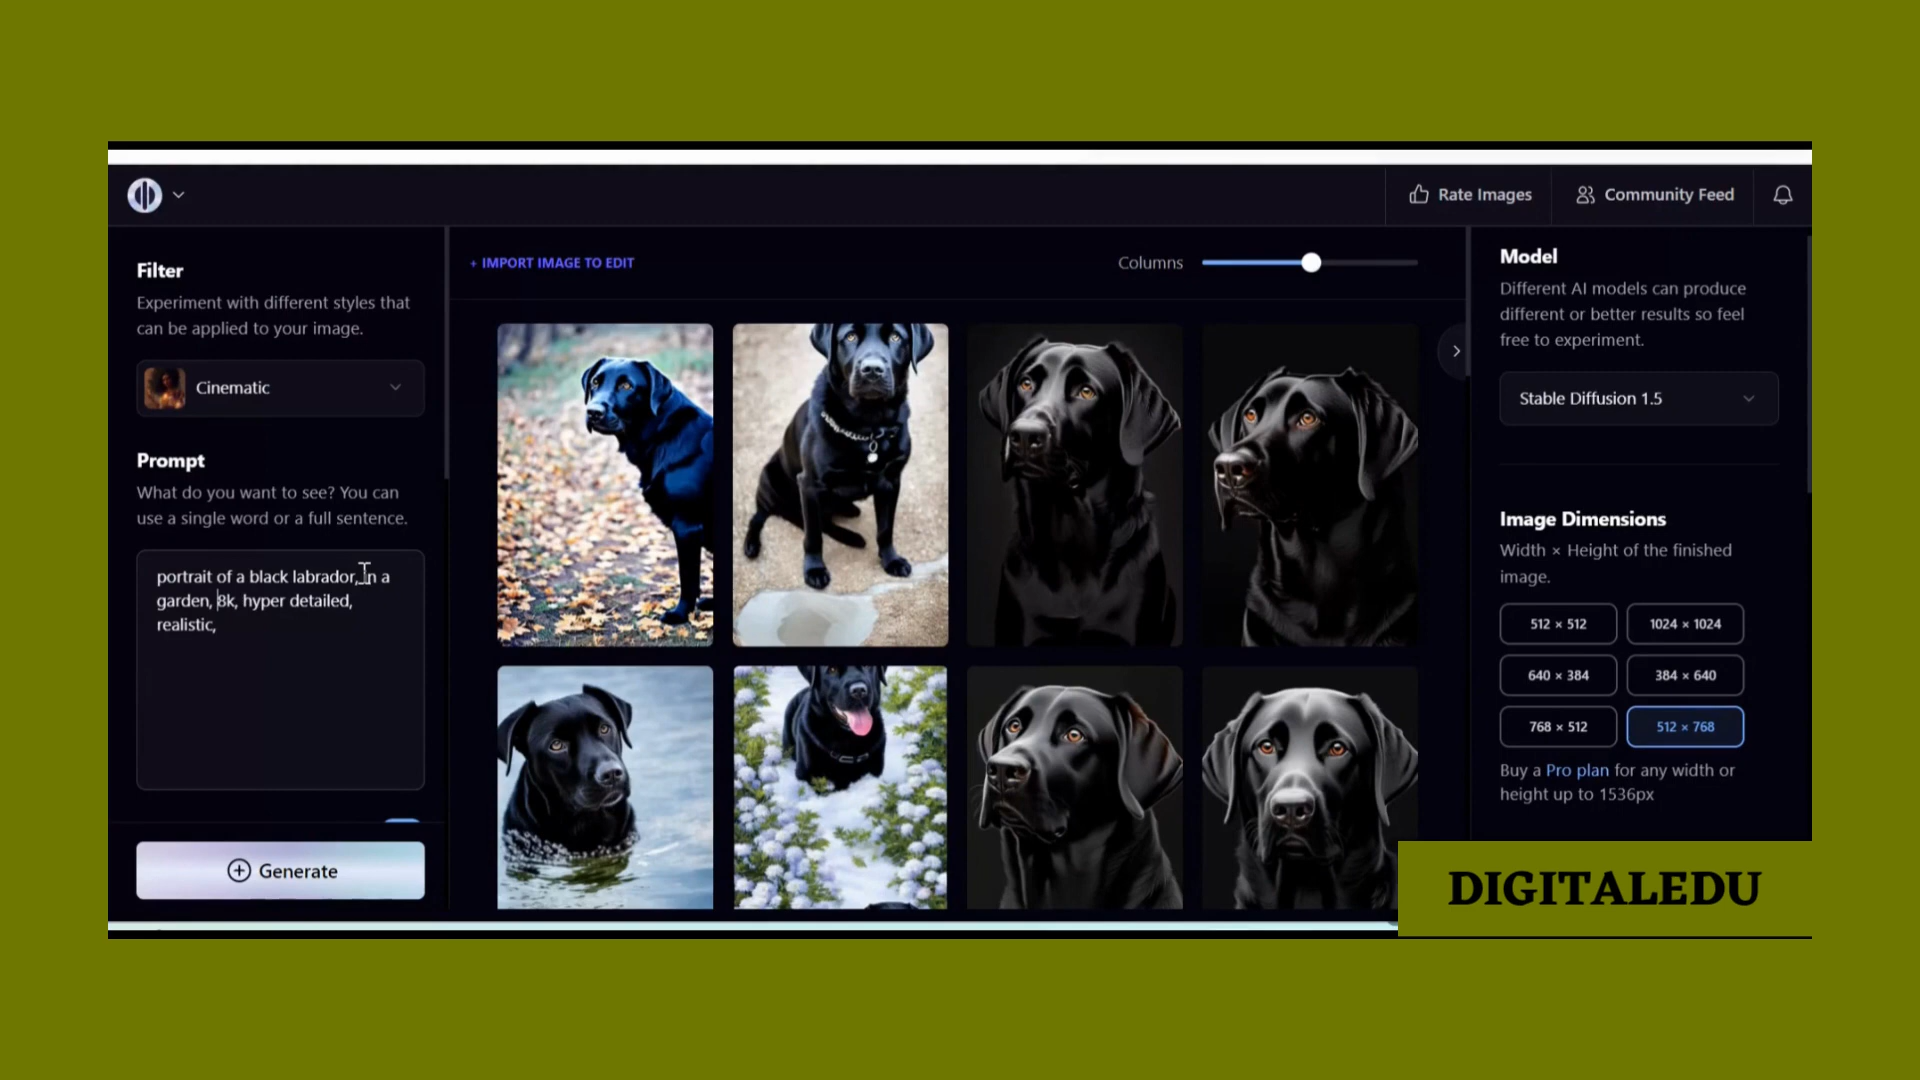 Rate Images
Community Feed
Filter
Experiment with different styles that
can be applied to your image.
Cinematic
Prompt
What do you want to see? You can
use a single word or a full sentence.
portrait of a black labrador, in a
garden, 8k, hyper detailed,
realistic,
Generate
+ IMPORT IMAGE TO EDIT
Columns
Model
Different AI models can produce
different or better results so feel
free to experiment.
Stable Diffusion 1.5
Image Dimensions
Width × Height of the finished
image.
512 × 512
1024 × 1024
640 × 384
384 × 640
768 × 512
512 × 768
Buy a Pro plan for any width or
height up to 1536px
DIGITALEDU